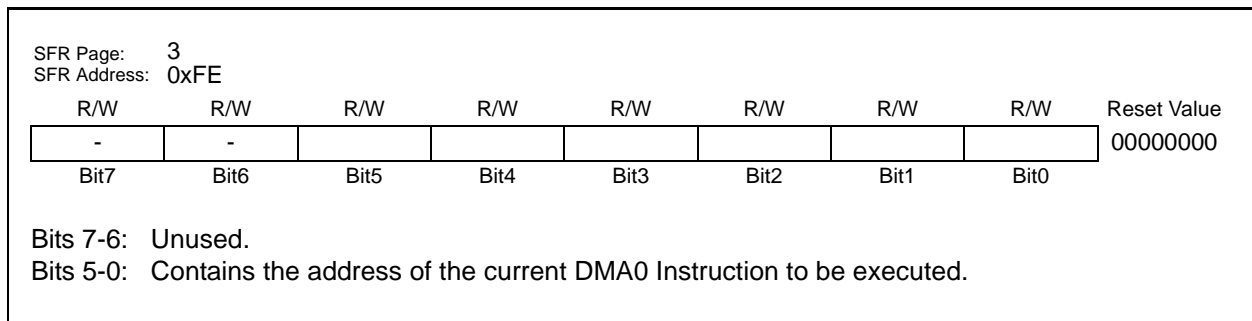 SFR Page: 3
SFR Address: 0xFE
R/W R/W R/W R/W R/W R/W R/W R/W Reset Value
- - 00000000
Bit7 Bit6 Bit5 Bit4 Bit3 Bit2 Bit1 Bit0
Bits 7-6: Unused.
Bits 5-0: Contains the address of the current DMA0 Instruction to be executed.